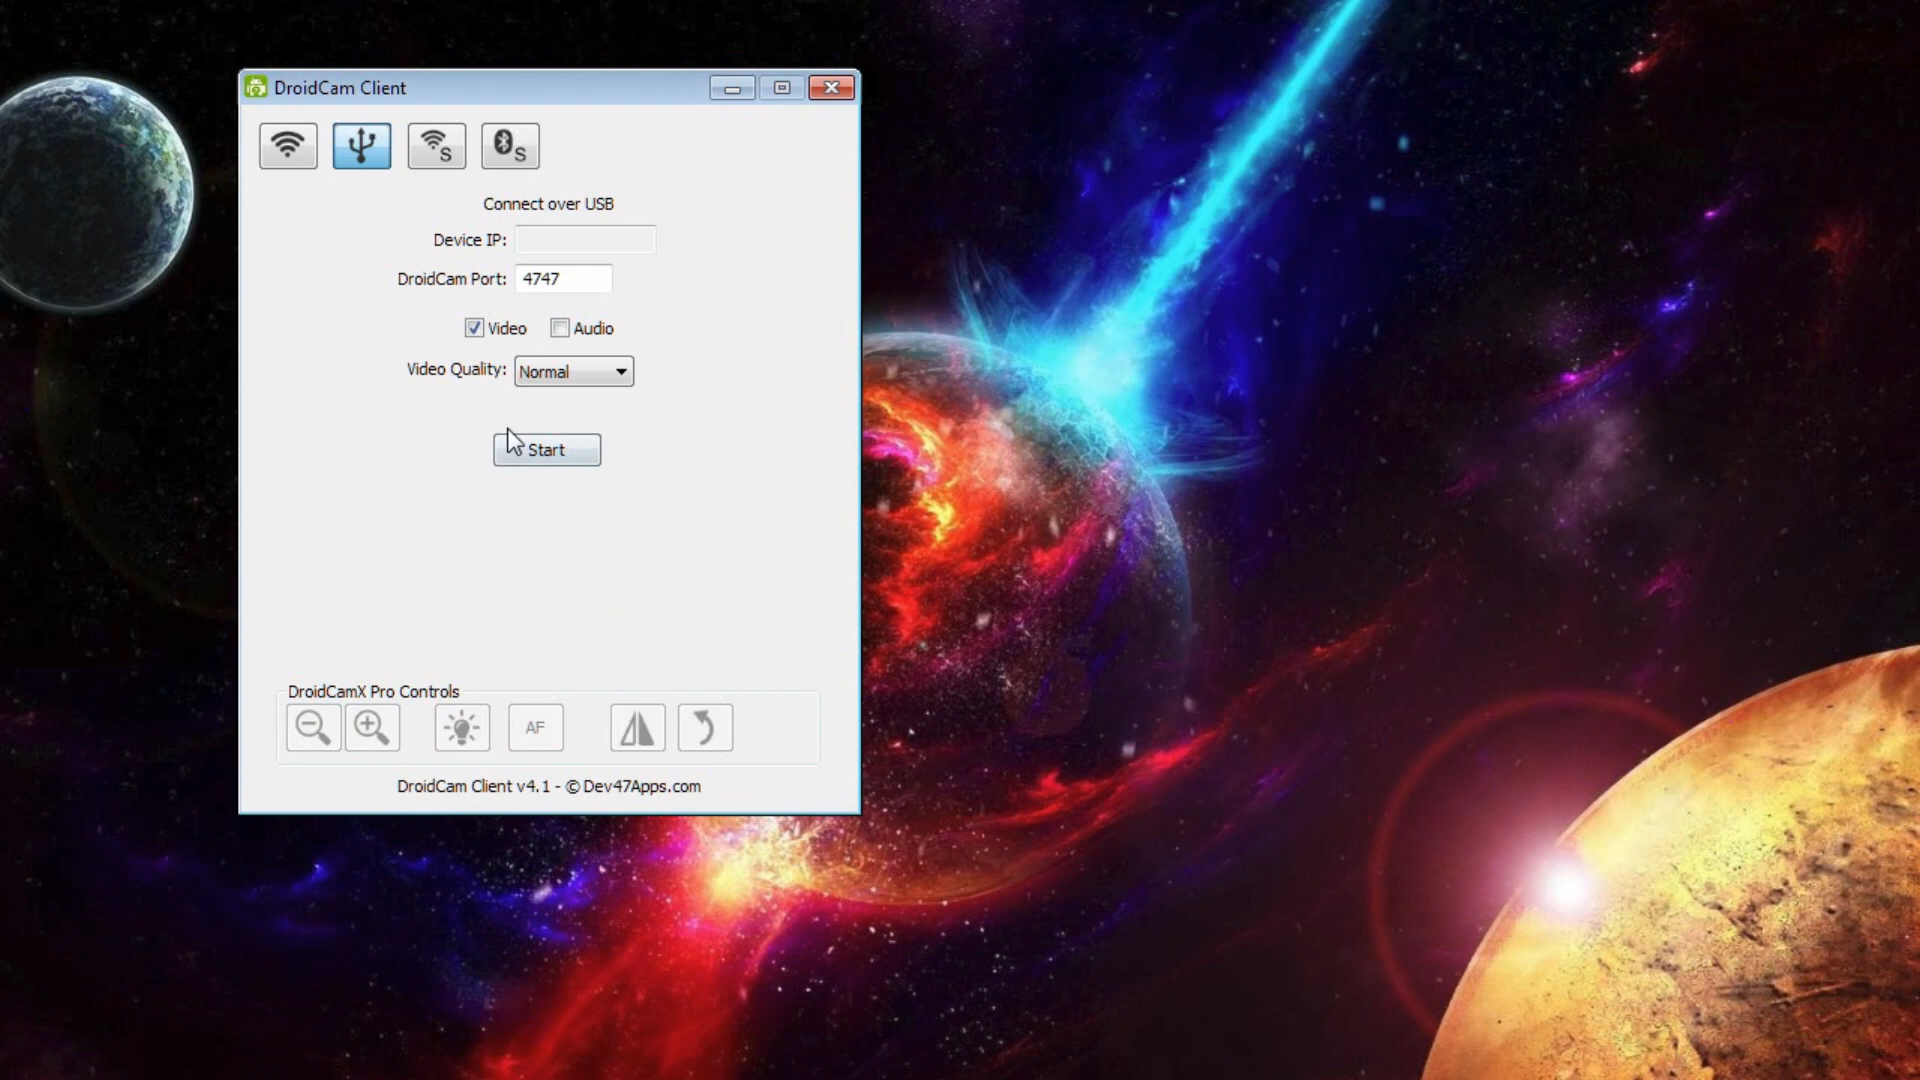 DroidCam Client
S
S
Connect over USB
Device IP:
DroidCam Port: 4747
Video Audio
Video Quality: Normal
Start
DroidCamX Pro Controls
AF
DroidCam Client v4.1 - © Dev47Apps.com